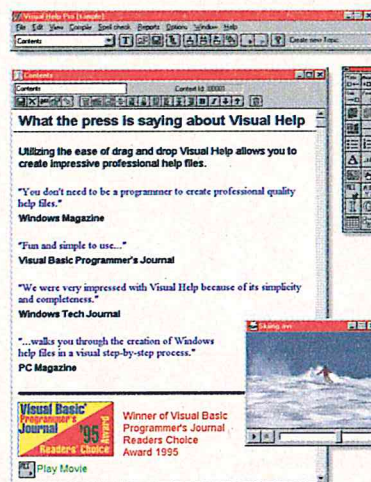 Visual Help Pro [sample]
File Edit View Compile Spell check Reports Options Window Help
Contents
Create new Topic
Contents
Contents
Context Id: 00001
What the press is saying about Visual Help
Utilizing the ease of drag and drop Visual Help allows you to
create impressive professional help files.
"You don't need to be a programmer to create professional quality
help files."
Windows Magazine
"Fun and simple to use..."
Visual Basic Programmer's Journal
"We were very impressed with Visual Help because of its simplicity
and completeness."
Windows Tech Journal
"...walks you through the creation of Windows
help files in a visual step-by-step process."
PC Magazine
Skiing.avi
Visual Basic
Programmer's
Journal
'95
Award
Readers Choice
Winner of Visual Basic
Programmer's Journal
Readers Choice
Award 1995
Play Movie